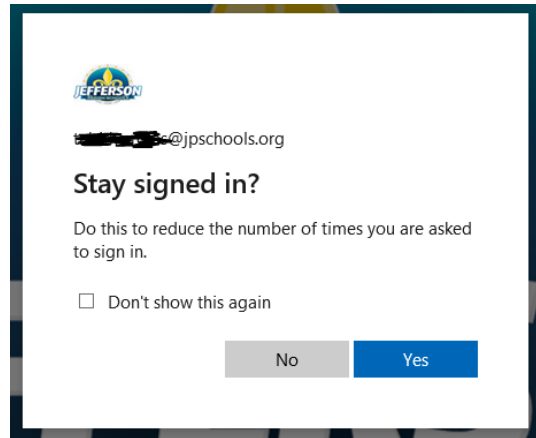 JEFFERSON
@jpschools.org
Stay signed in?
Do this to reduce the number of times you are asked
to sign in.
Don't show this again
No
Yes